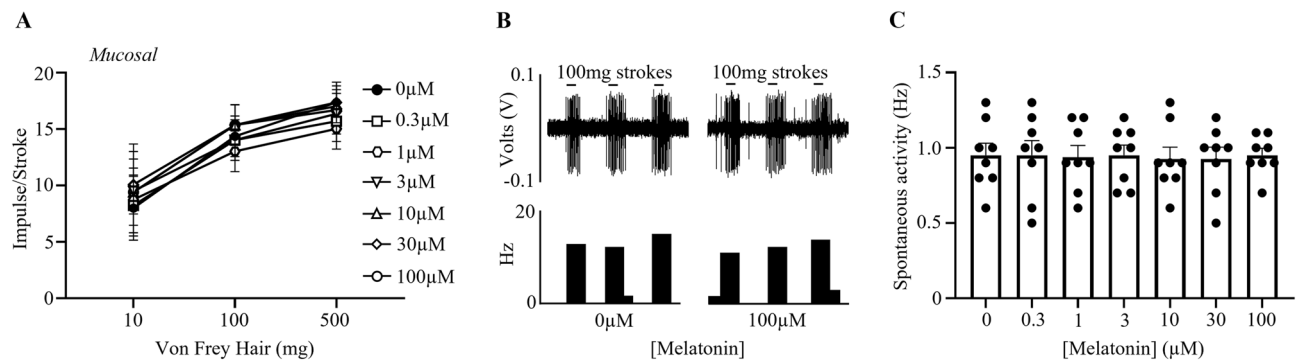 A
Mucosal
Impulse/Stroke
20
15
10
5
0
10
100
500
Von Frey Hair (mg)
0µM
0.3µM
1µM
3µM
10µM
30µM
100µM
B
100mg strokes
100mg strokes
Volts (V)
0.1
-0.1
Hz
20
0
0µM
100µM
[Melatonin]
C
Spontaneous activity (Hz)
1.5
1.0
0.5
0
0
0.3
1
3
10
30
100
[Melatonin] (µM)